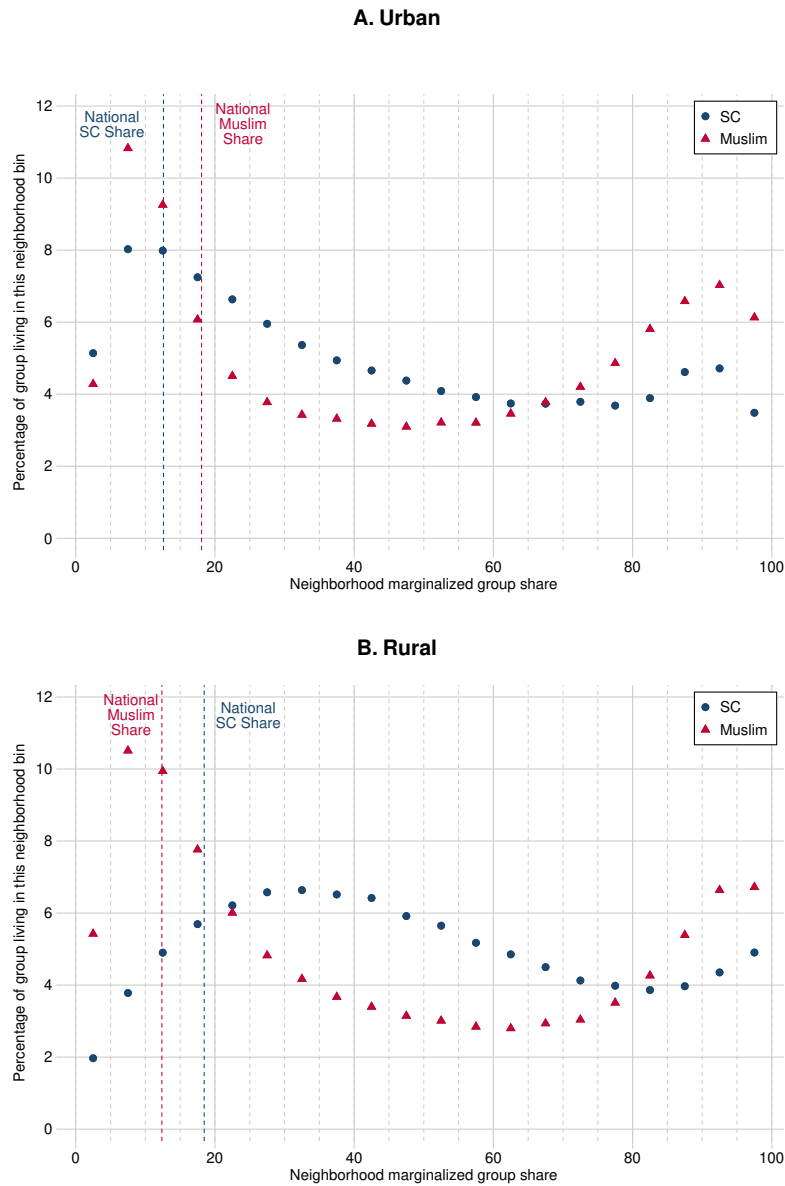 A. Urban
Percentage of group living in this neighborhood bin
12
10
8
6
4
2
0
National
SC Share
National
Muslim
Share
SC
Muslim
0 20 40 60 80 100
Neighborhood marginalized group share
B. Rural
Percentage of group living in this neighborhood bin
12
10
8
6
4
2
0
National
Muslim
Share
National
SC Share
SC
Muslim
0 20 40 60 80 100
Neighborhood marginalized group share